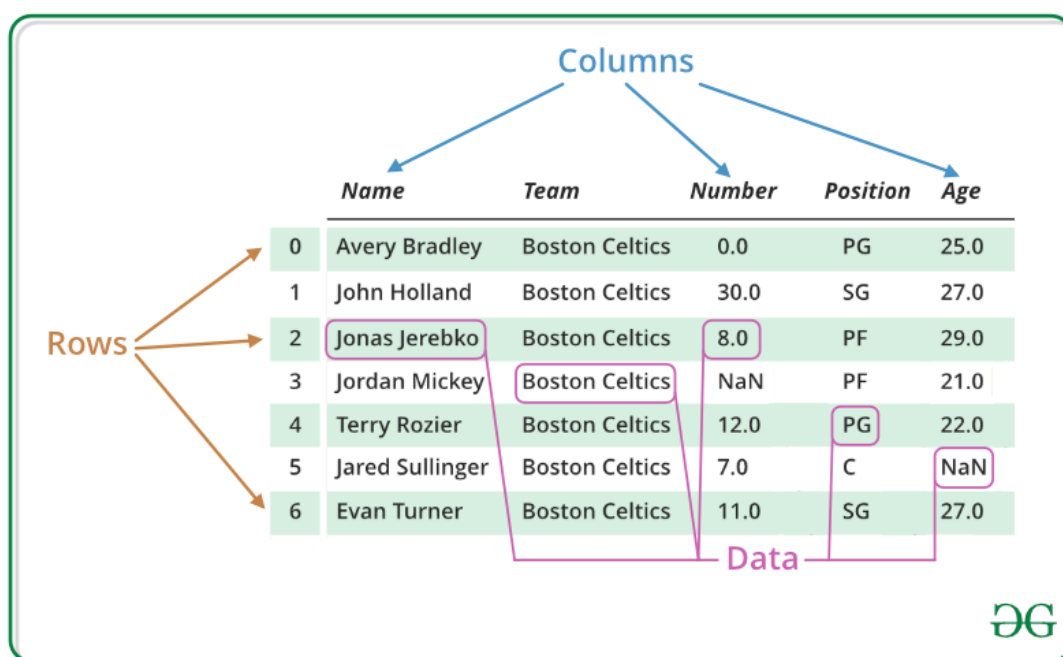 Columns
Name Team Number Position Age
0 Avery Bradley Boston Celtics 0.0 PG 25.0
1 John Holland Boston Celtics 30.0 SG 27.0
Rows
2 Jonas Jerebko Boston Celtics 8.0 PF 29.0
3 Jordan Mickey Boston Celtics NaN PF 21.0
4 Terry Rozier Boston Celtics 12.0 PG 22.0
5 Jared Sullinger Boston Celtics 7.0 C NaN
6 Evan Turner Boston Celtics 11.0 SG 27.0
Data